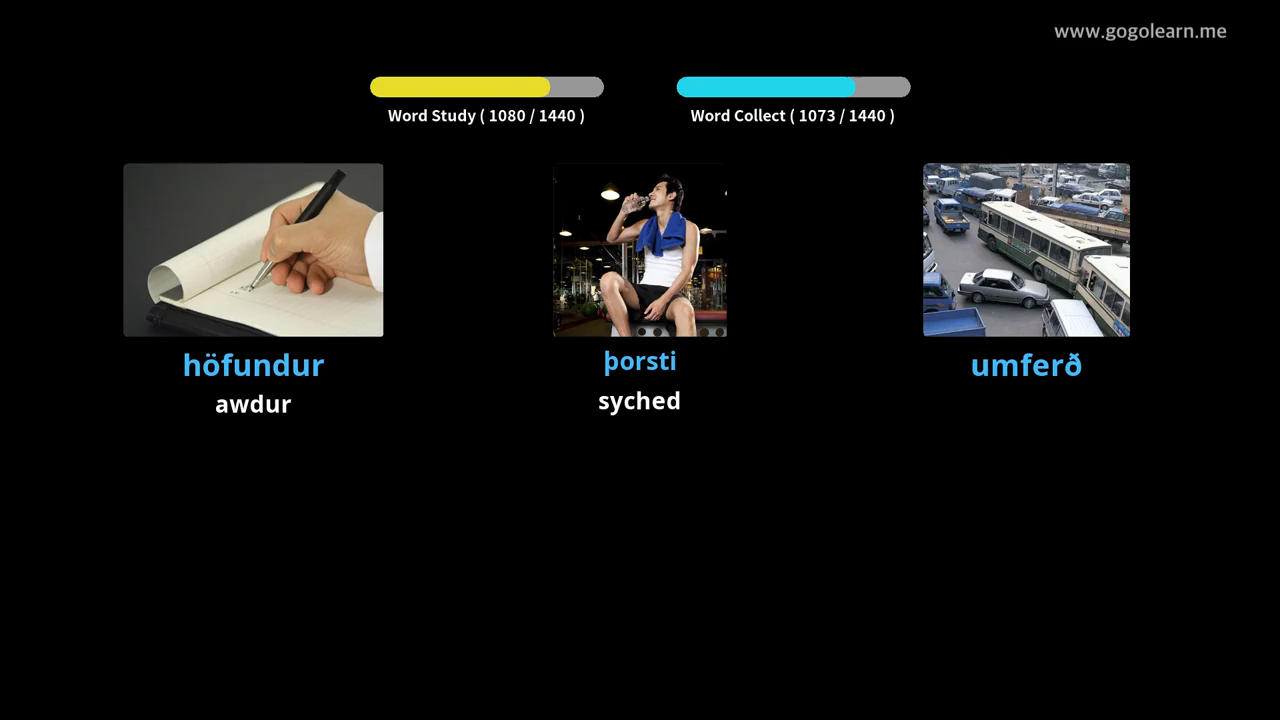 www.gogolearn.me
Word Study ( 1080 / 1440 )
Word Collect ( 1073 / 1440 )
höfundur
awdur
þorsti
syched
umferð